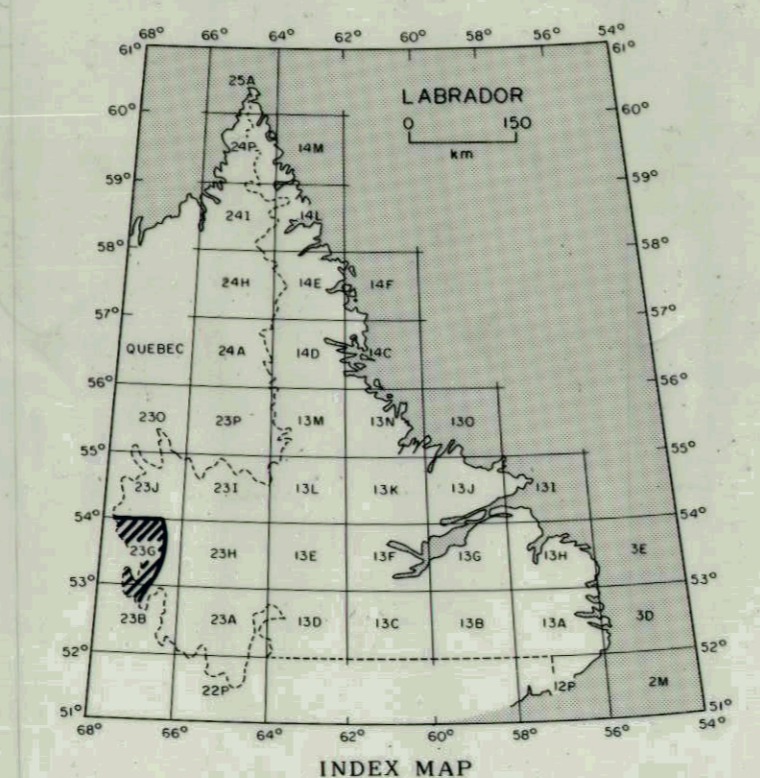 68° 66° 64° 62° 60° 58° 56° 54°
61° 61°
25A
LABRADOR
60° 0 150 60°
24P 14M km
59° 59°
24I 14L
58° 58°
24H 14E 14F
57° 57°
QUEBEC 24A 14D 14C
56° 56°
23O 23P 13M 13N 13O
55° 55°
23J 23I 13L 13K 13J 13I
54° 54°
23G 23H 13E 13F 13G 13H 3E
53° 53°
23B 23A 13D 13C 13B 13A 3D
52° 52°
22P 12P 2M
51° 51°
68° 66° 64° 62° 60° 58° 56° 54°
INDEX MAP